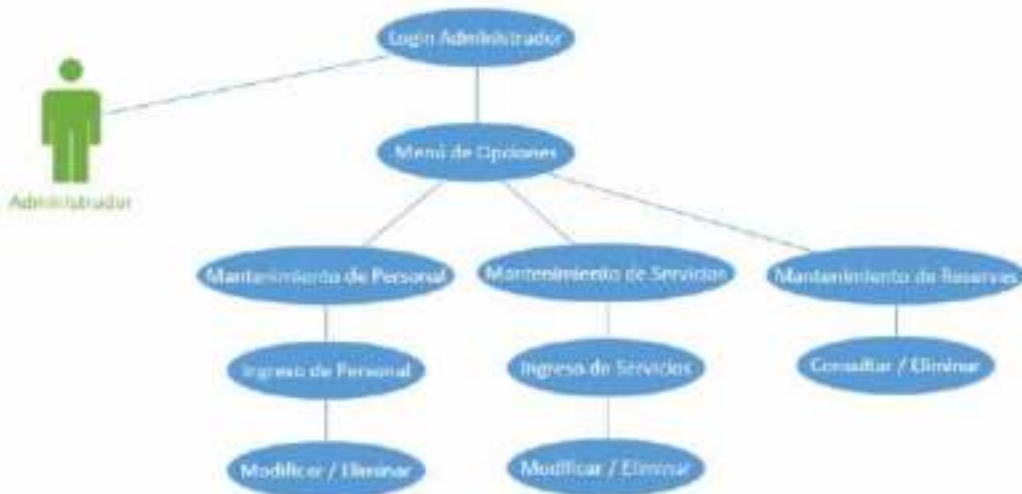 Login Administrador
Administrador
Menú de Opciones
Mantenimiento de Personal
Mantenimiento de Servicios
Mantenimiento de Reservas
Ingreso de Personal
Ingreso de Servicios
Consultar / Eliminar
Modificar / Eliminar
Modificar / Eliminar